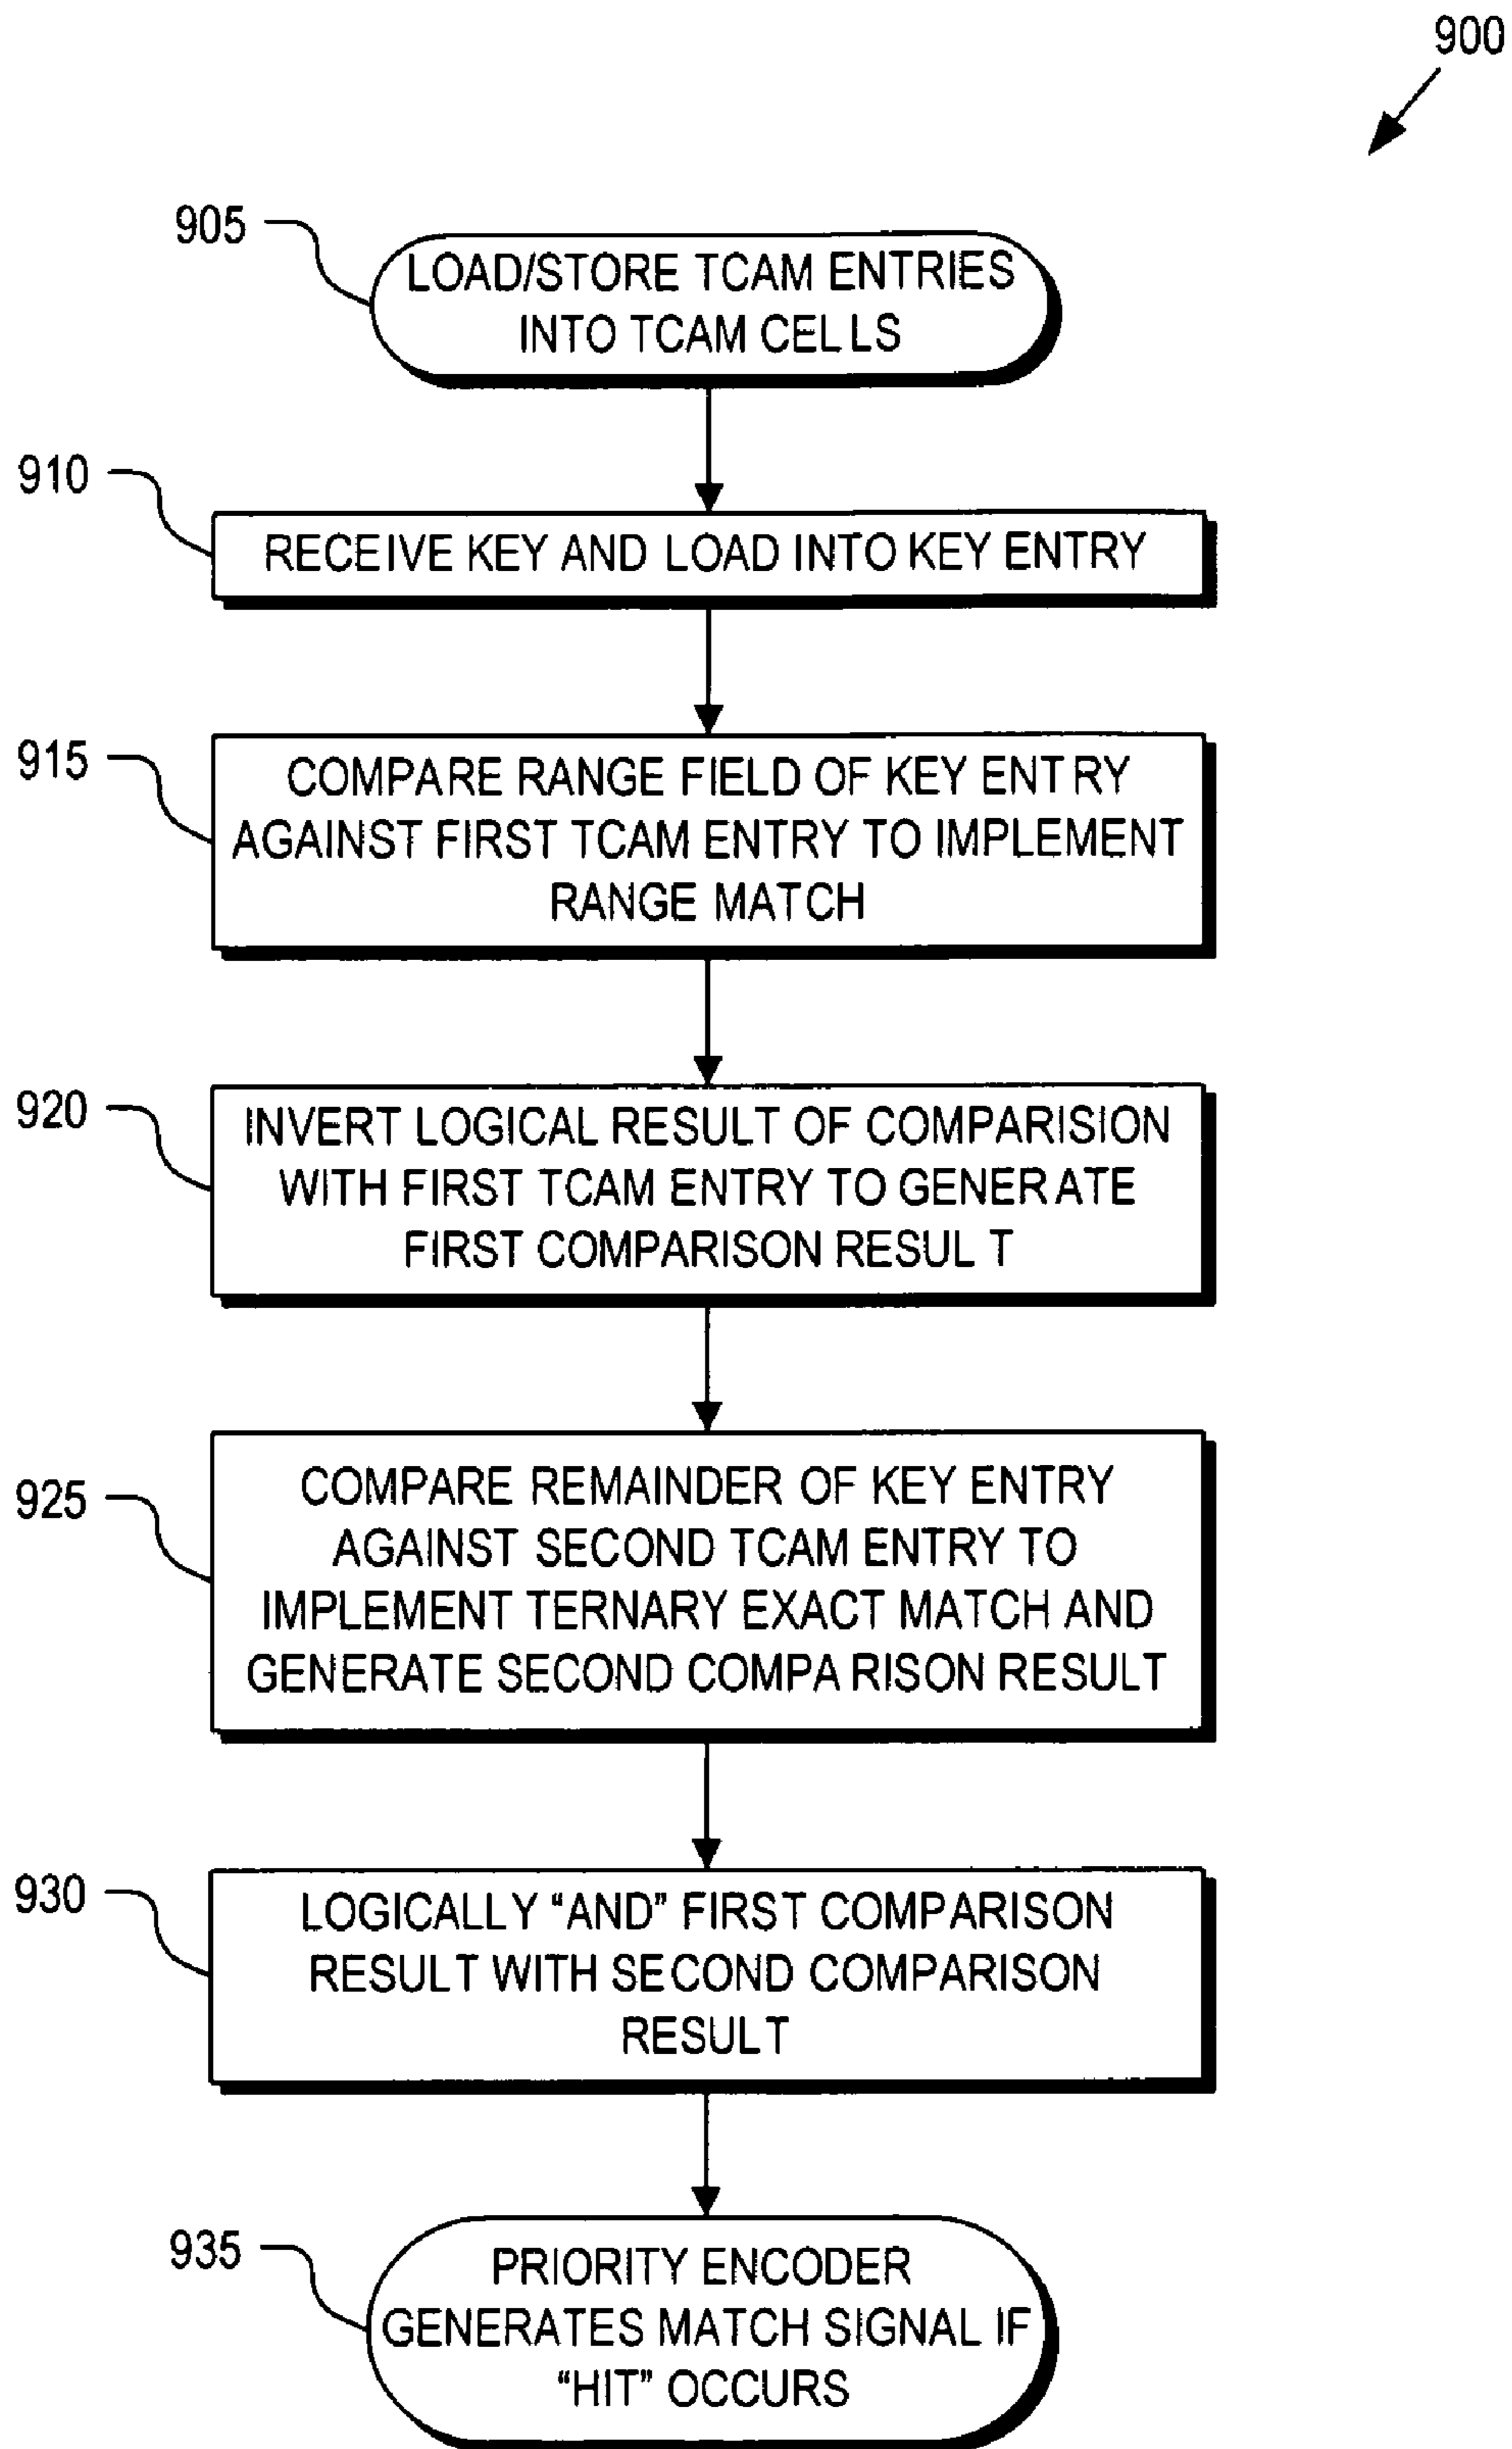 900
905
LOAD/STORE TCAM ENTRIES
INTO TCAM CELLS
910
RECEIVE KEY AND LOAD INTO KEY ENTRY
915
COMPARE RANGE FIELD OF KEY ENTRY
AGAINST FIRST TCAM ENTRY TO IMPLEMENT
RANGE MATCH
920
INVERT LOGICAL RESULT OF COMPARISION
WITH FIRST TCAM ENTRY TO GENERATE
FIRST COMPARISON RESULT
925
COMPARE REMAINDER OF KEY ENTRY
AGAINST SECOND TCAM ENTRY TO
IMPLEMENT TERNARY EXACT MATCH AND
GENERATE SECOND COMPARISON RESULT
930
LOGICALLY “AND” FIRST COMPARISON
RESULT WITH SECOND COMPARISON
RESULT
935
PRIORITY ENCODER
GENERATES MATCH SIGNAL IF
“HIT” OCCURS